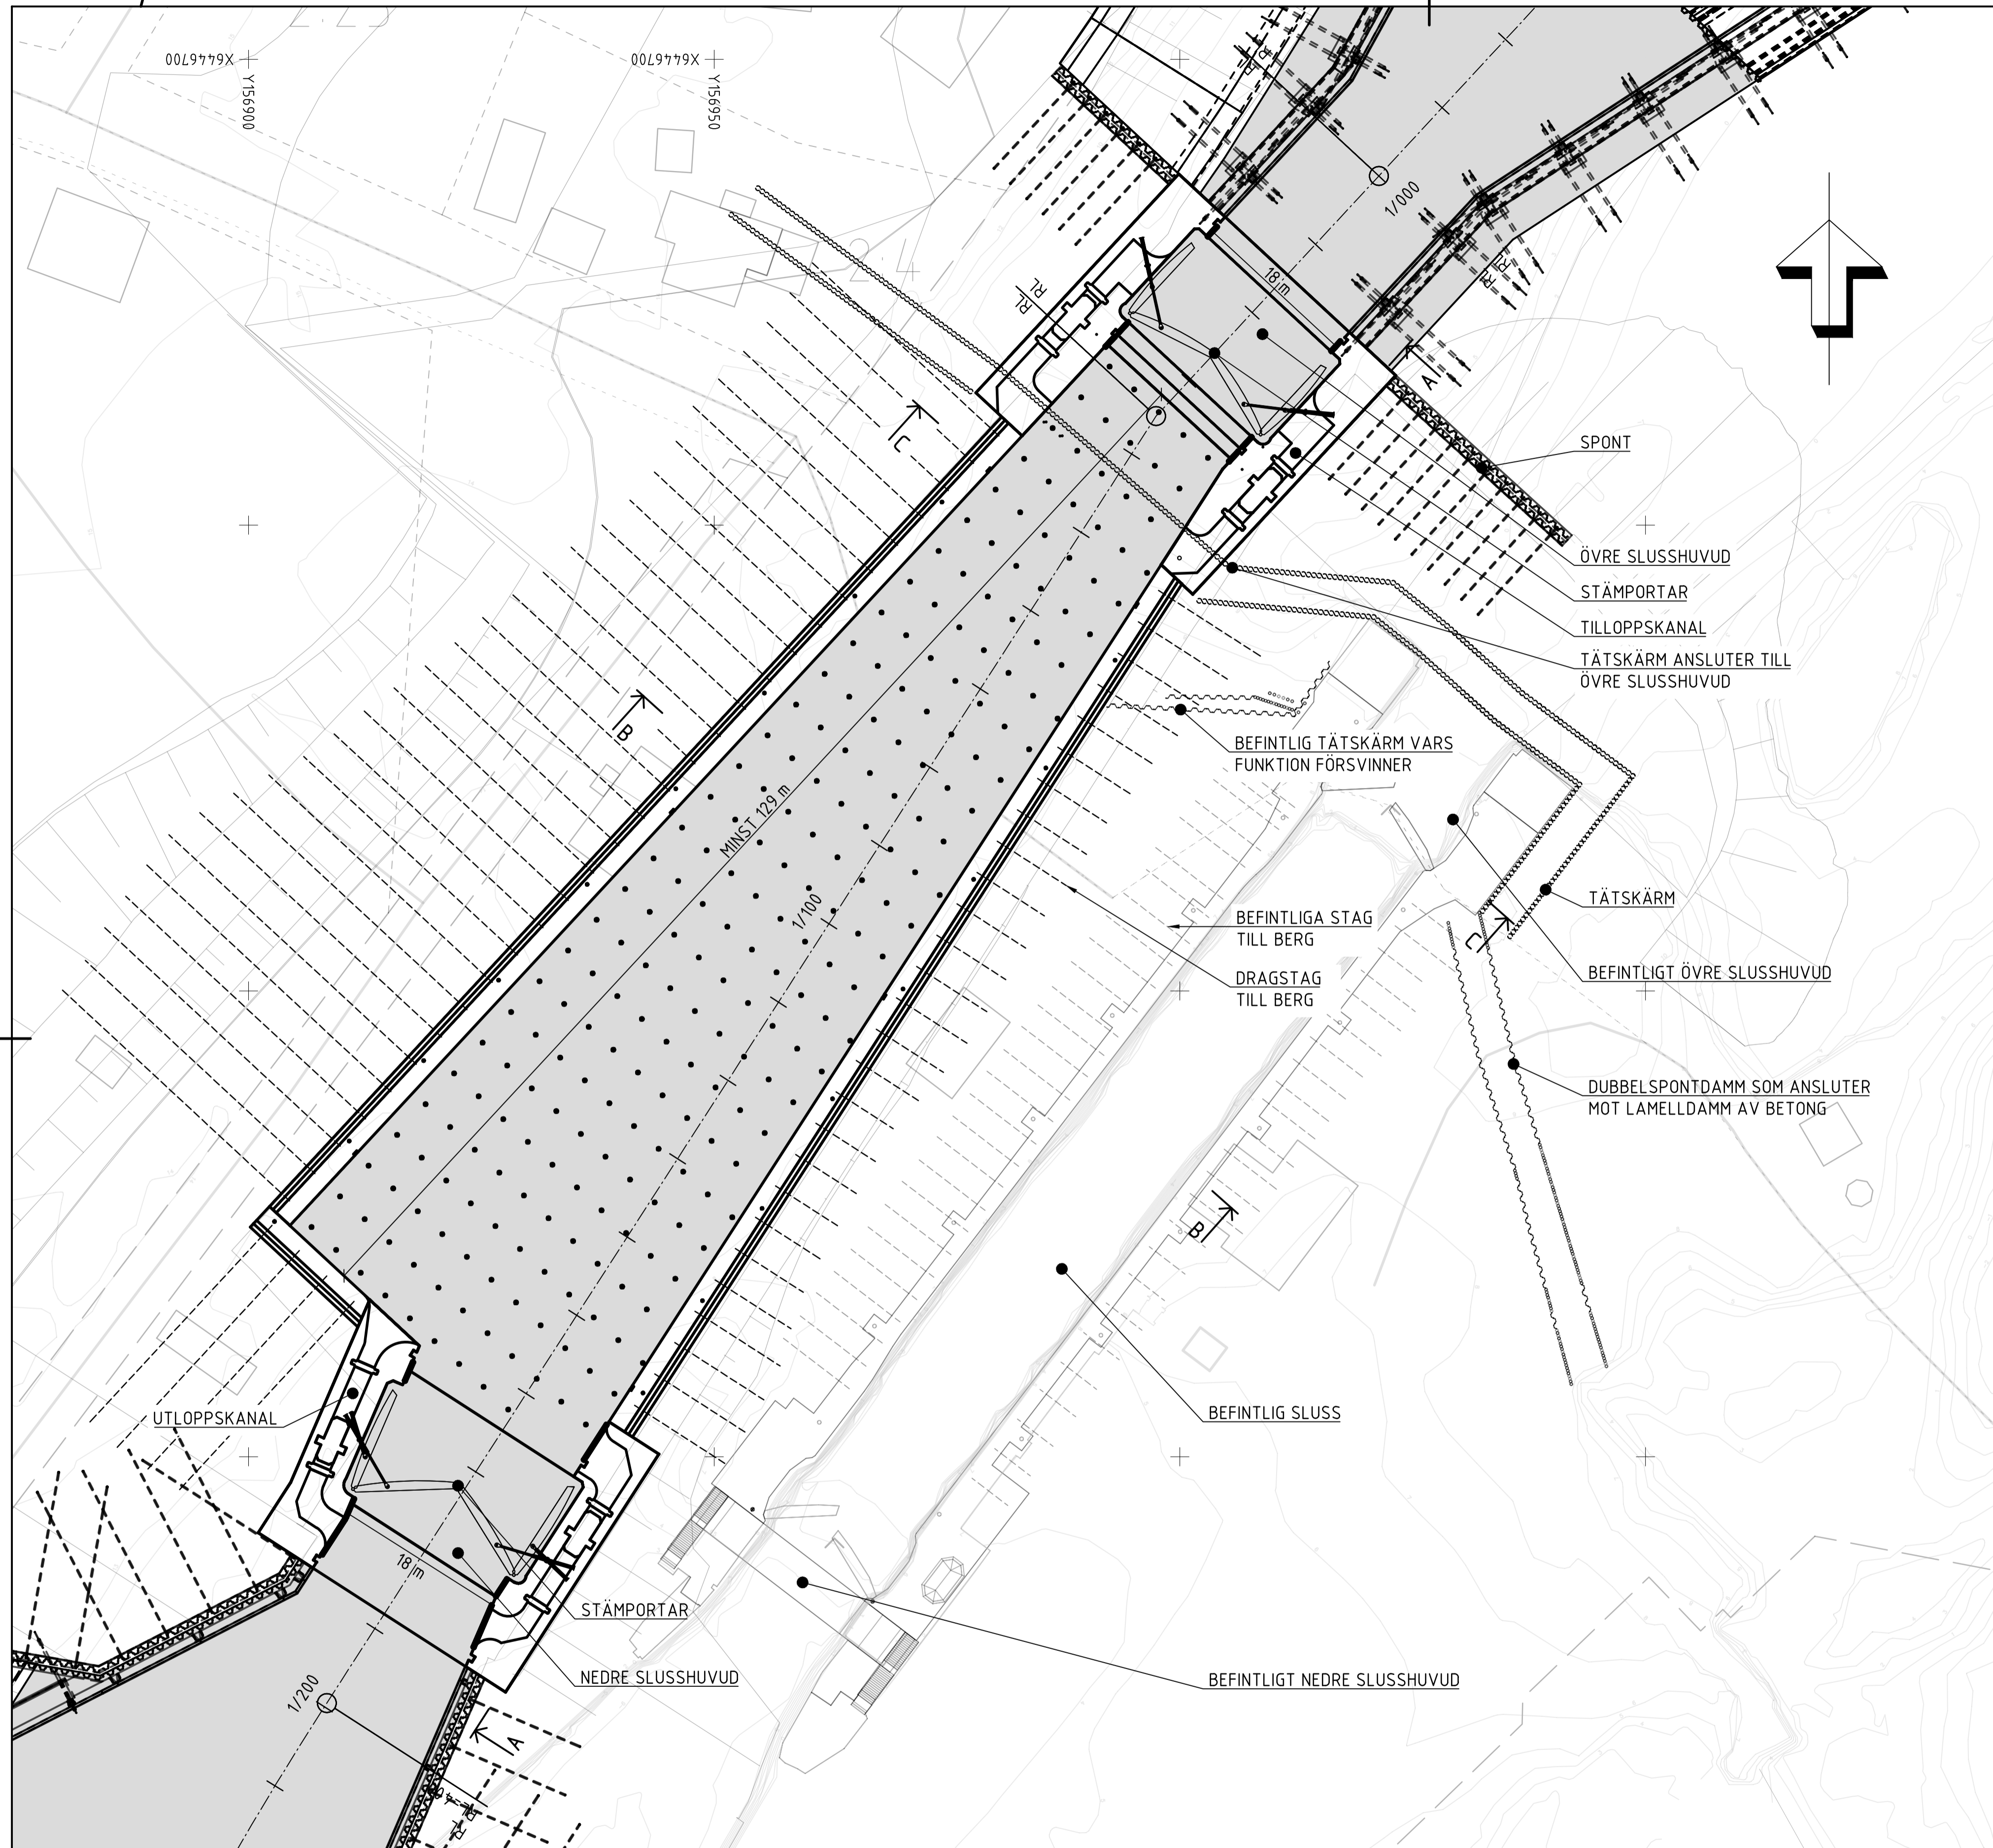 X6446700
Y156900
X6446700
Y156950
1/000
18 m
RL
RL
RL
RL
A
C
SPONT
ÖVRE SLUSSHUVUD
STÄMPORTAR
TILLOPPSKANAL
TÄTSKÄRM ANSLUTER TILL
ÖVRE SLUSSHUVUD
B
BEFINTLIG TÄTSKÄRM VARS
FUNKTION FÖRSVINNER
MINST 129 m
1/100
TÄTSKÄRM
BEFINTLIGA STAG
TILL BERG
C
BEFINTLIGT ÖVRE SLUSSHUVUD
DRAGSTAG
TILL BERG
DUBBELSPONTDAMM SOM ANSLUTER
MOT LAMELLDAMM AV BETONG
B
UTLOPPSKANAL
BEFINTLIG SLUSS
18 m
STÄMPORTAR
NEDRE SLUSSHUVUD
BEFINTLIGT NEDRE SLUSSHUVUD
1/200
A